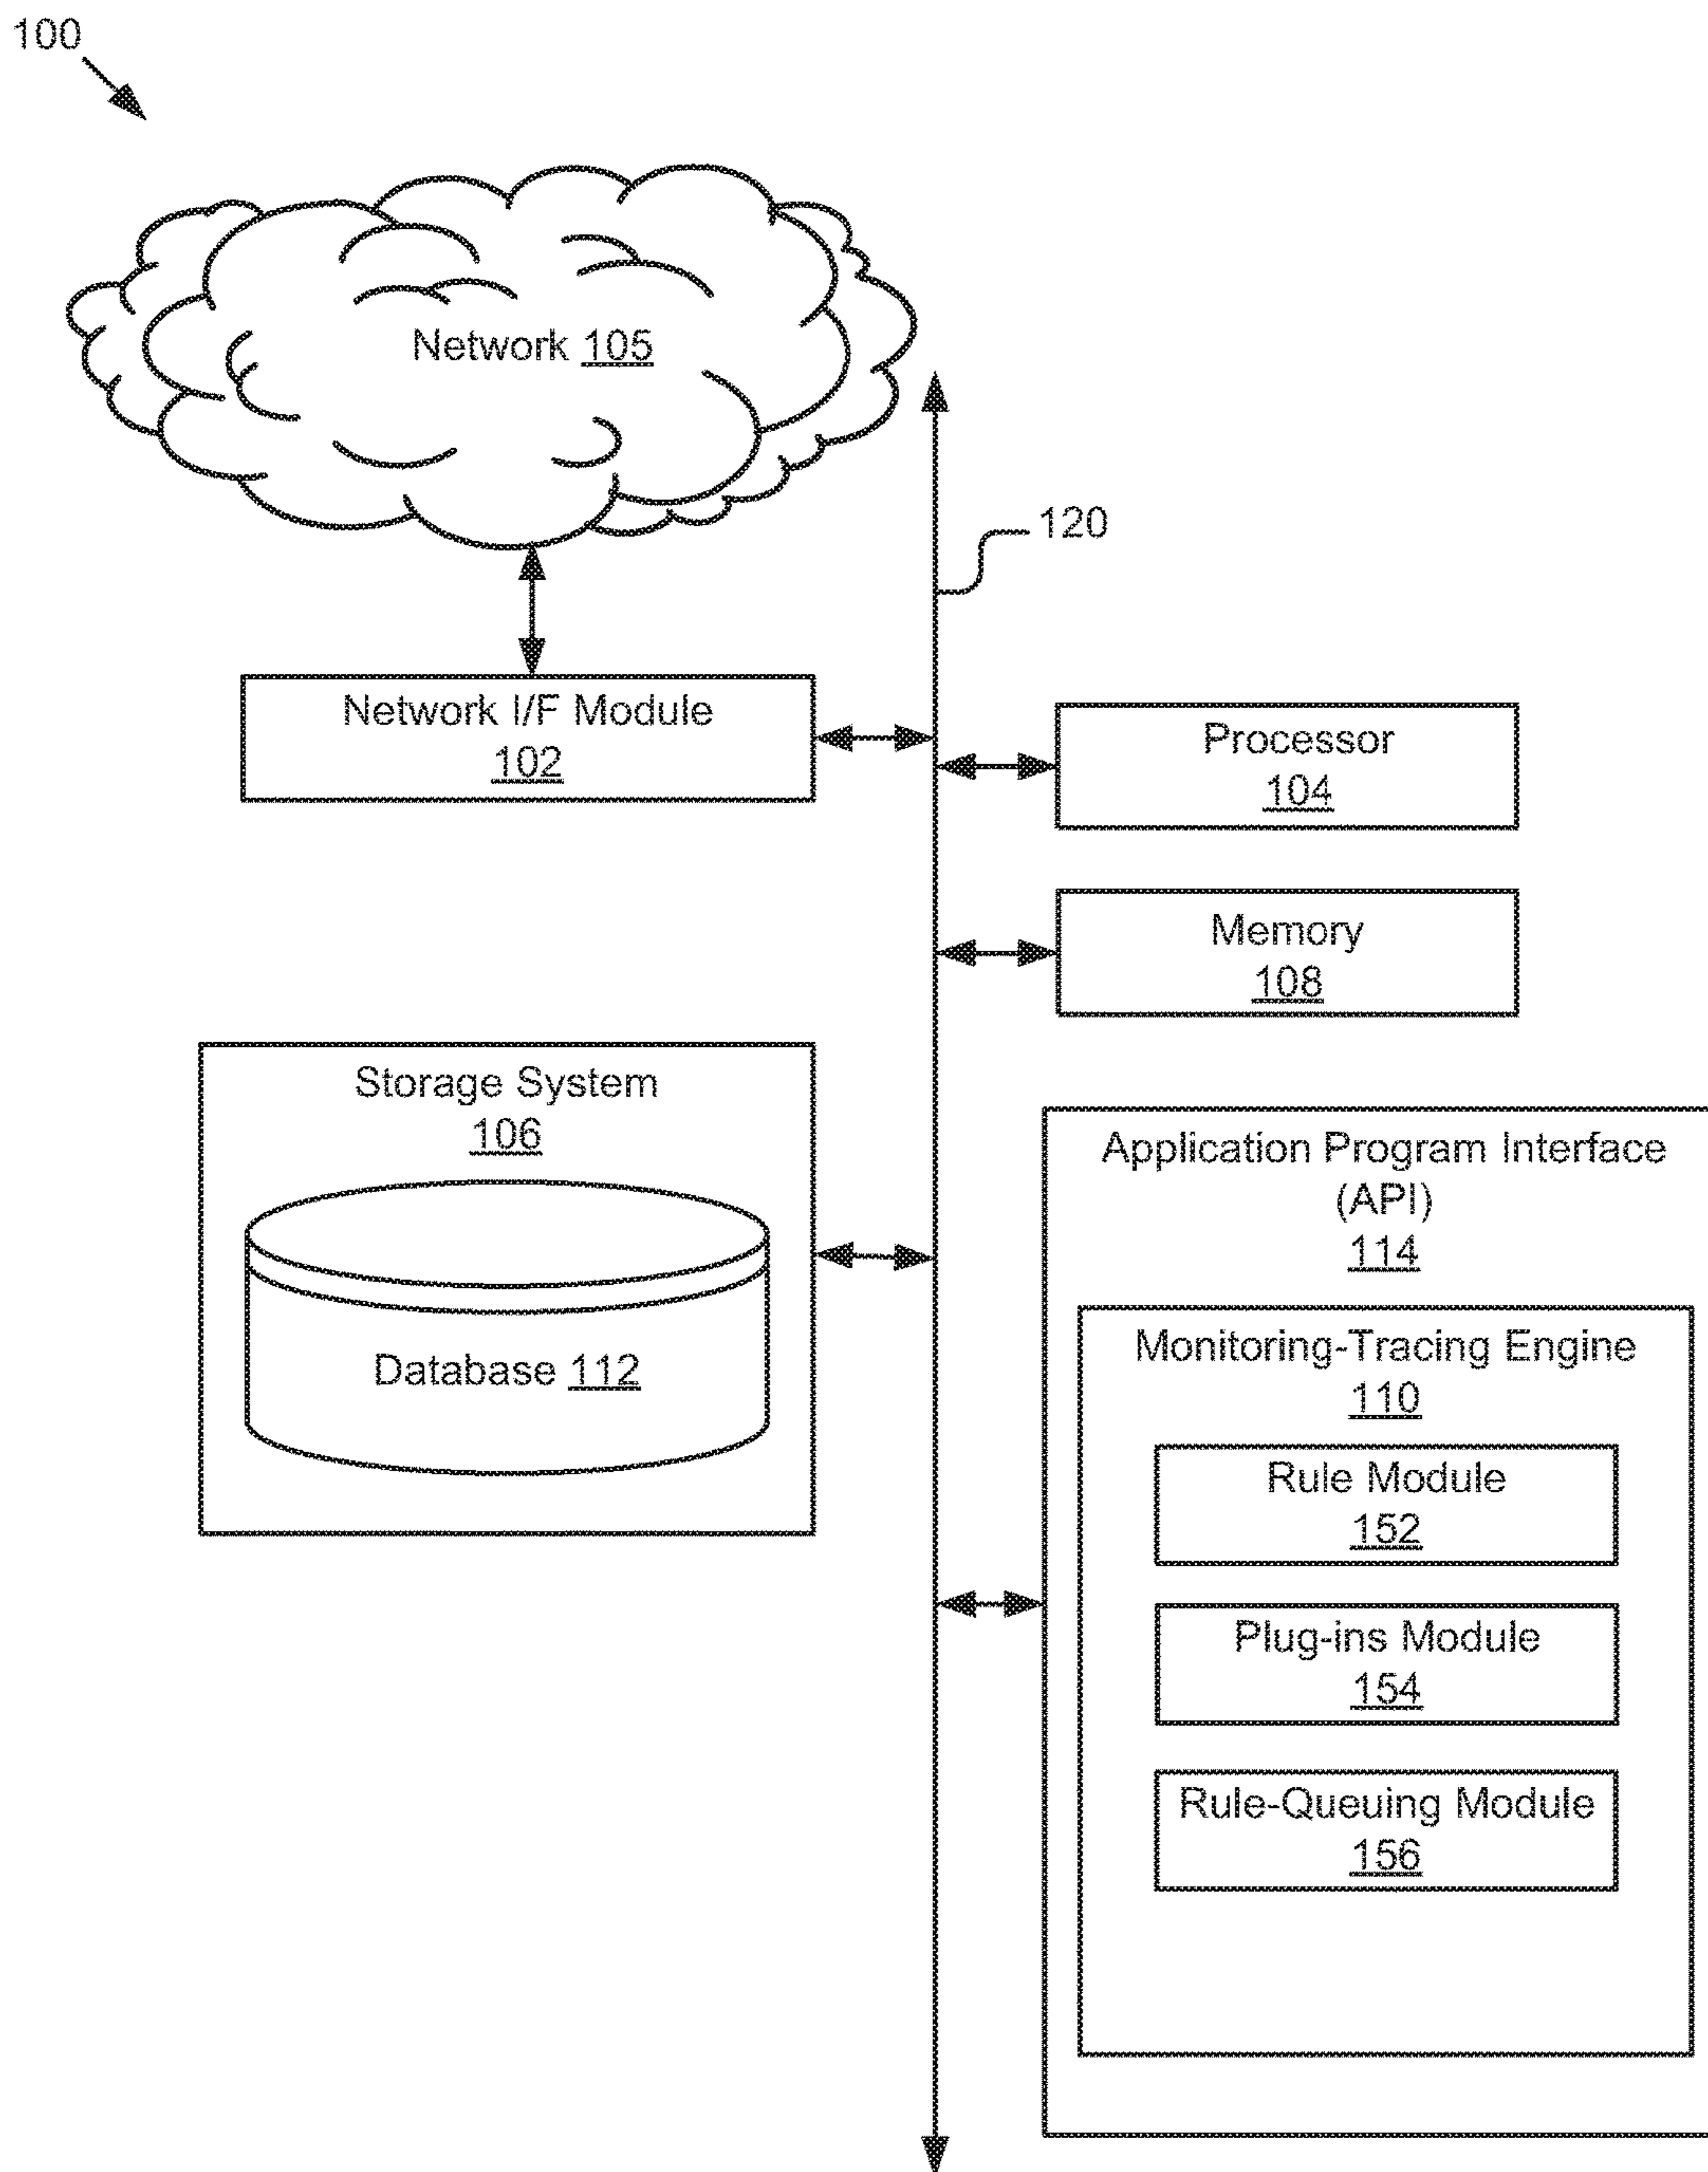 100
Network 105
120
Network I/F Module
102
Processor
104
Memory
108
Storage System
106
Database 112
Application Program Interface
(API)
114
Monitoring-Tracing Engine
110
Rule Module
152
Plug-ins Module
154
Rule-Queuing Module
156